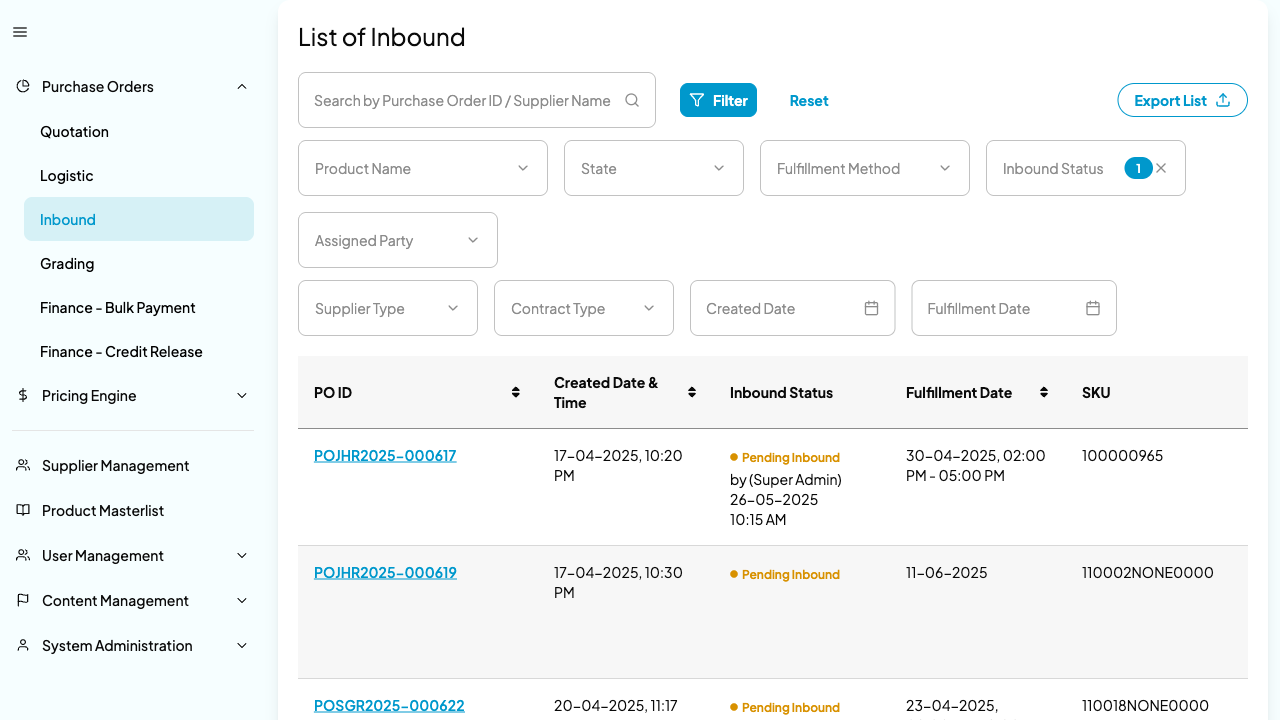 List of Inbound
Purchase Orders
Quotation
Logistic
Inbound
Grading
Finance - Bulk Payment
Finance - Credit Release
Pricing Engine
Supplier Management
Product Masterlist
User Management
Content Management
System Administration
Search by Purchase Order ID / Supplier Name
Filter
Reset
Export List
Product Name
State
Fulfillment Method
Inbound Status 1
Assigned Party
Supplier Type
Contract Type
Created Date
Fulfillment Date
PO ID
Created Date &
Time
Inbound Status
Fulfillment Date
SKU
POJHR2025-000617
17-04-2025, 10:20
PM
Pending Inbound
by (Super Admin)
26-05-2025
10:15 AM
30-04-2025, 02:00
PM - 05:00 PM
100000965
POJHR2025-000619
17-04-2025, 10:30
PM
Pending Inbound
11-06-2025
110002NONE0000
POSGR2025-000622
20-04-2025, 11:17
Pending Inbound
23-04-2025,
110018NONE0000